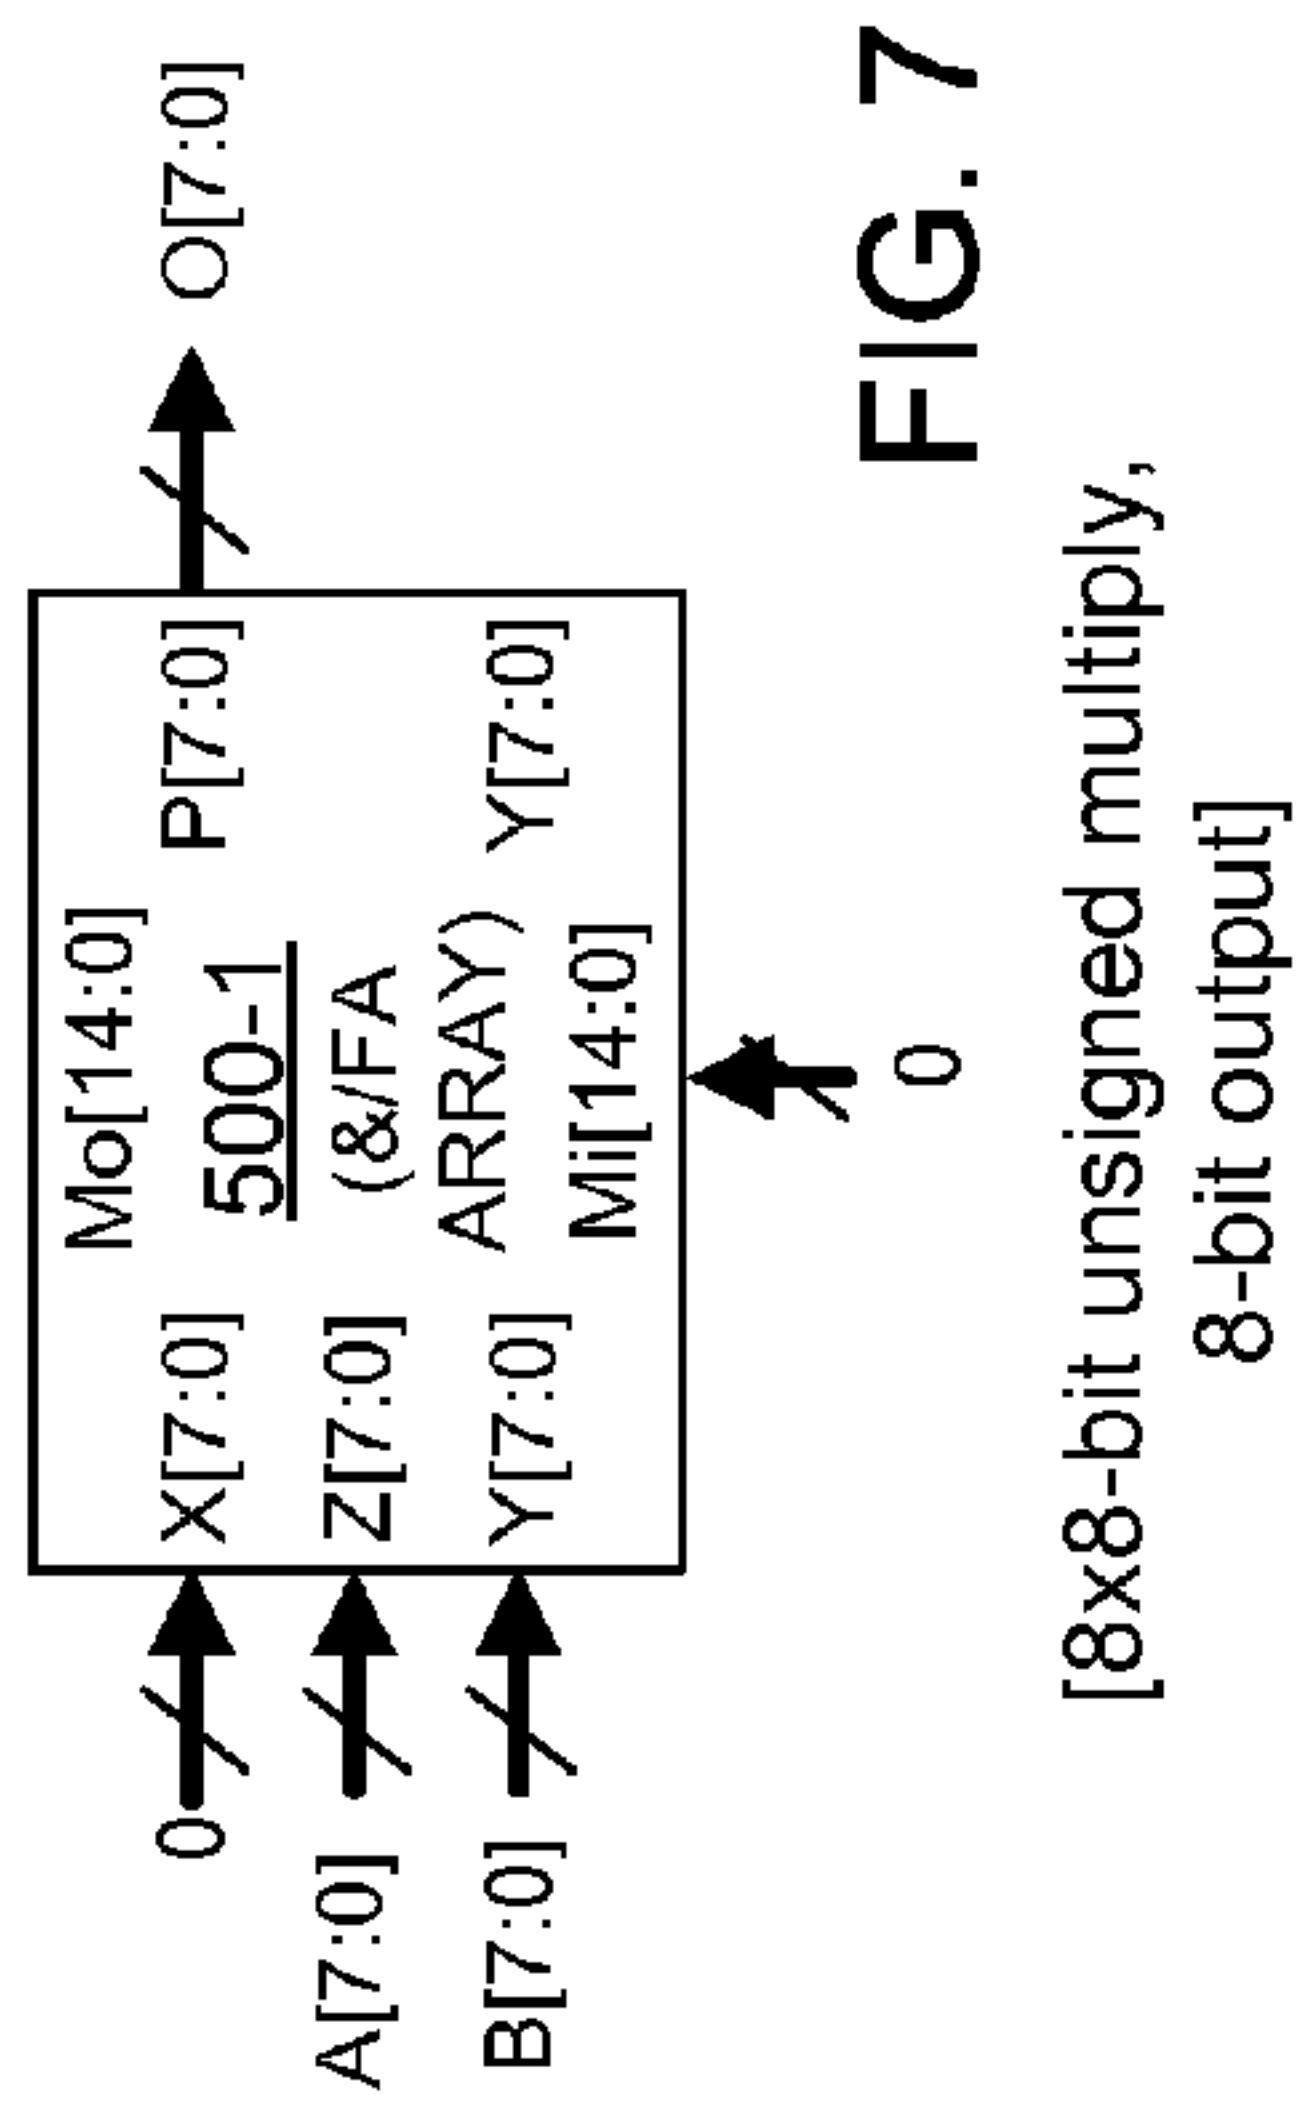 Mo[14:0]
0 X[7:0] 500-1 P[7:0] O[7:0]
A[7:0] Z[7:0] (&/FA
B[7:0] Y[7:0] ARRAY) Y[7:0]
Mi[14:0]
0
FIG. 7
[8x8-bit unsigned multiply,
8-bit output]